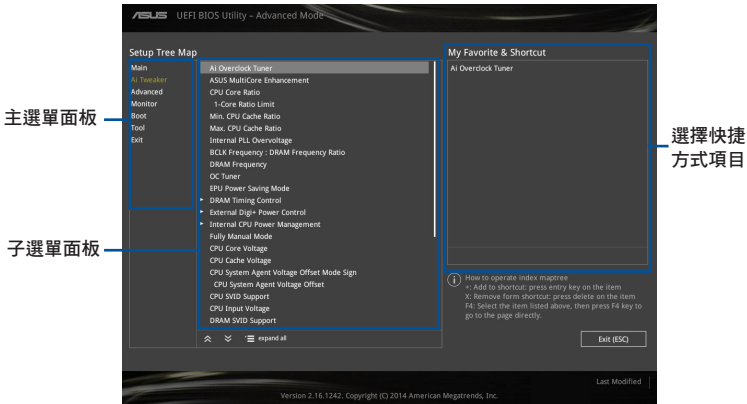 ASUS UEFI BIOS Utility – Advanced Mode
Setup Tree Map
Main
Ai Tweaker
Advanced
Monitor
Boot
Tool
Exit
Ai Overclock Tuner
ASUS MultiCore Enhancement
CPU Core Ratio
1-Core Ratio Limit
Min. CPU Cache Ratio
Max. CPU Cache Ratio
Internal PLL Overvoltage
BCLK Frequency : DRAM Frequency Ratio
DRAM Frequency
OC Tuner
EPU Power Saving Mode
DRAM Timing Control
External Digi+ Power Control
Internal CPU Power Management
Fully Manual Mode
CPU Core Voltage
CPU Cache Voltage
CPU System Agent Voltage Offset Mode Sign
CPU System Agent Voltage Offset
CPU SVID Support
CPU Input Voltage
DRAM SVID Support
expand all
My Favorite & Shortcut
Ai Overclock Tuner
How to operate index maptree
+: Add to shortcut: press entry key on the item
X: Remove form shortcut: press delete on the item
F4: Select the item listed above, then press F4 key to
go to the page directly.
Exit (ESC)
Last Modified
Version 2.16.1242. Copyright (C) 2014 American Megatrends, Inc.
主選單面板
子選單面板
選擇快捷
方式項目